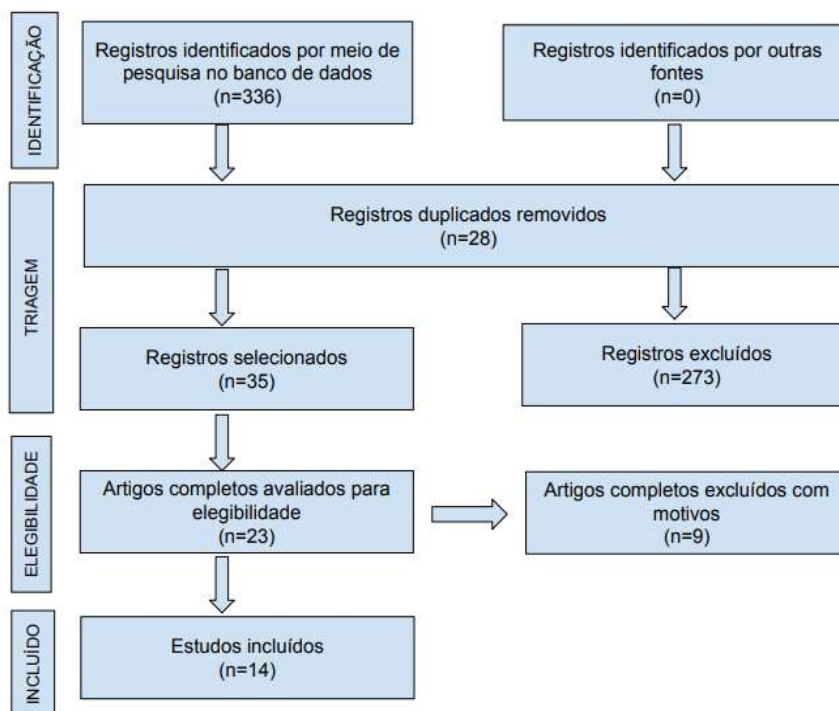 IDENTIFICAÇÃO
Registros identificados por meio de
pesquisa no banco de dados
(n=336)
Registros identificados por outras
fontes
(n=0)
TRIAGEM
Registros duplicados removidos
(n=28)
Registros selecionados
(n=35)
Registros excluídos
(n=273)
ELEGIBILIDADE
Artigos completos avaliados para
elegibilidade
(n=23)
Artigos completos excluídos com
motivos
(n=9)
INCLUÍDO
Estudos incluídos
(n=14)